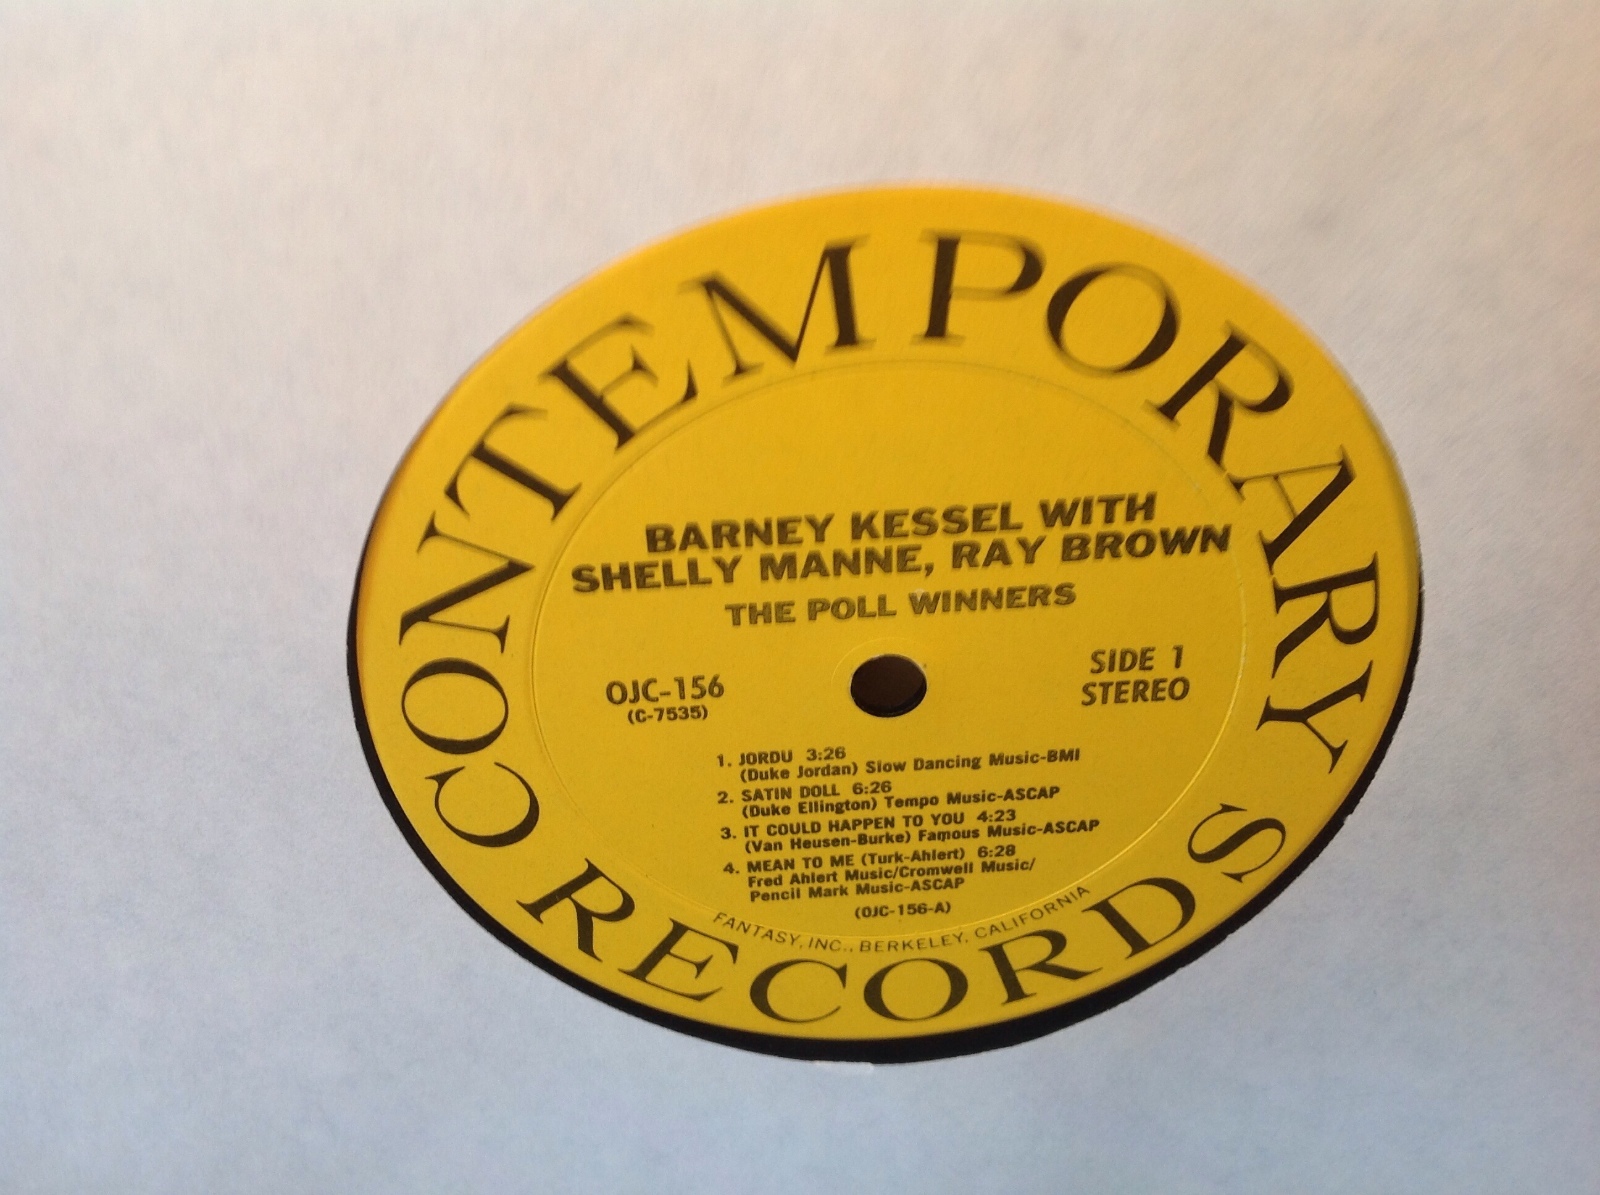 CONTEMPORARY
BARNEY KESSEL WITH
SHELLY MANNE, RAY BROWN
THE POLL WINNERS
OJC-156
(C-7535)
SIDE 1
STEREO
1. JORDU 3:26
(Duke Jordan) Slow Dancing Music-BMI
2. SATIN DOLL 6:26
(Duke Ellington) Tempo Music-ASCAP
3. IT COULD HAPPEN TO YOU 4:23
(Van Heusen-Burke) Famous Music-ASCAP
4. MEAN TO ME (Turk-Ahlert) 6:28
Fred Ahlert Music/Cromwell Music/
Pencil Mark Music-ASCAP
(OJC-156-A)
FANTASY, INC., BERKELEY, CALIFORNIA
RECORDS